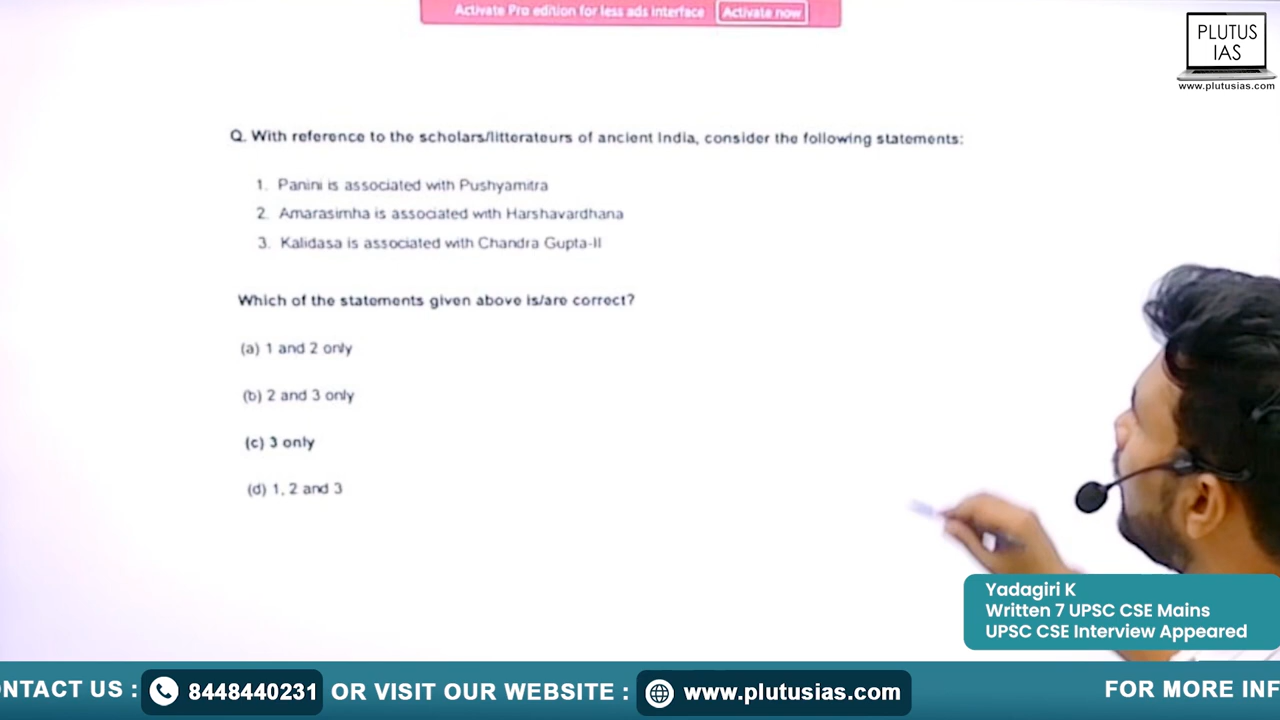 Activate Pro edition for less ads interface Activate now
PLUTUS
IAS
www.plutusias.com
Q. With reference to the scholars/litterateurs of ancient India, consider the following statements:
1. Panini is associated with Pushyamitra
2. Amarasimha is associated with Harshavardhana
3. Kalidasa is associated with Chandra Gupta-II
Which of the statements given above is/are correct?
(a) 1 and 2 only
(b) 2 and 3 only
(c) 3 only
(d) 1, 2 and 3
Yadagiri K
Written 7 UPSC CSE Mains
UPSC CSE Interview Appeared
ONTACT US : 8448440231 OR VISIT OUR WEBSITE : www.plutusias.com FOR MORE INF